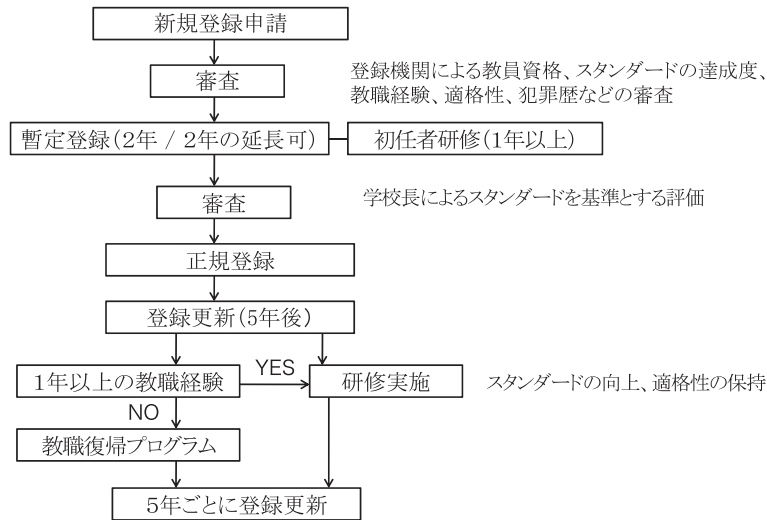 新規登録申請
審査
登録機関による教員資格、スタンダードの達成度、
教職経験、適格性、犯罪歴などの審査
暫定登録(2年 / 2年の延長可)
初任者研修(1年以上)
審査
学校長によるスタンダードを基準とする評価
正規登録
登録更新(5年後)
1年以上の教職経験
YES
研修実施
スタンダードの向上、適格性の保持
NO
教職復帰プログラム
5年ごとに登録更新